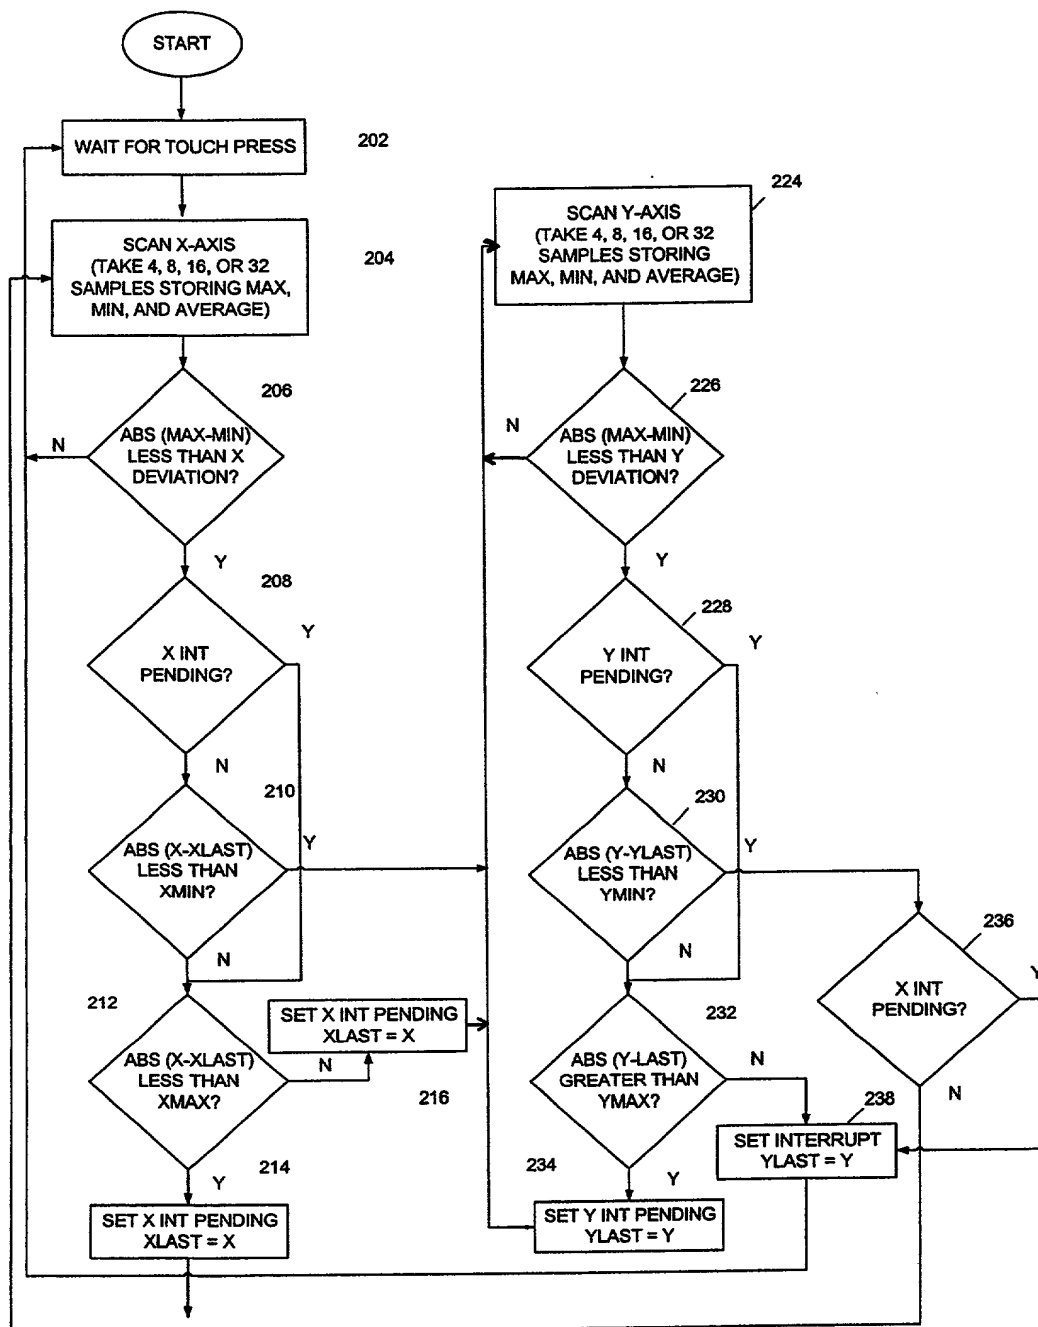 START
WAIT FOR TOUCH PRESS
202
SCAN X-AXIS
(TAKE 4, 8, 16, OR 32
SAMPLES STORING MAX,
MIN, AND AVERAGE)
204
206
ABS (MAX-MIN)
LESS THAN X
DEVIATION?
N
Y
208
X INT
PENDING?
Y
N
210
ABS (X-XLAST)
LESS THAN
XMIN?
Y
N
212
ABS (X-XLAST)
LESS THAN
XMAX?
N
SET X INT PENDING
XLAST = X
216
Y
214
SET X INT PENDING
XLAST = X
224
SCAN Y-AXIS
(TAKE 4, 8, 16, OR 32
SAMPLES STORING
MAX, MIN, AND AVERAGE)
226
ABS (MAX-MIN)
LESS THAN Y
DEVIATION?
N
Y
228
Y INT
PENDING?
Y
N
230
ABS (Y-YLAST)
LESS THAN
YMIN?
Y
N
232
ABS (Y-LAST)
GREATER THAN
YMAX?
N
Y
234
SET Y INT PENDING
YLAST = Y
236
X INT
PENDING?
Y
N
238
SET INTERRUPT
YLAST = Y